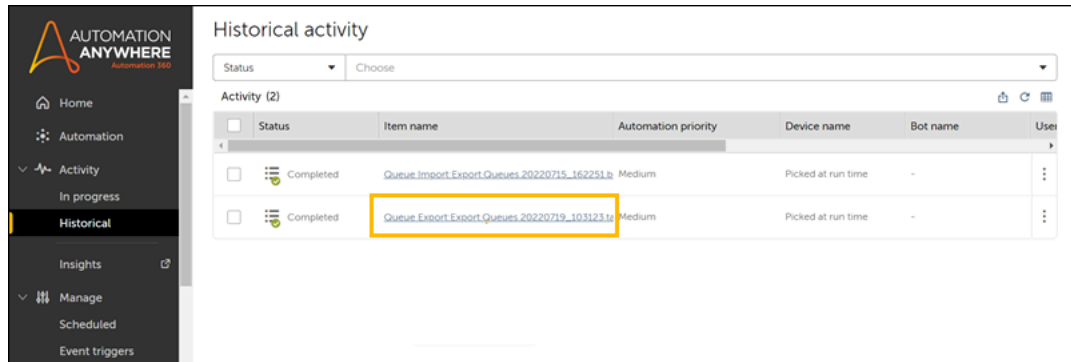 AUTOMATION
ANYWHERE
Automation 360
Home
Automation
Activity
In progress
Historical
Insights
Manage
Scheduled
Event triggers
Historical activity
Status Choose
Activity (2)
Status Item name Automation priority Device name Bot name User
Completed Queue Import:Export.Queues.20220715_162251.b Medium Picked at run time -
Completed Queue Export:Export.Queues.20220719_103123.ta Medium Picked at run time -